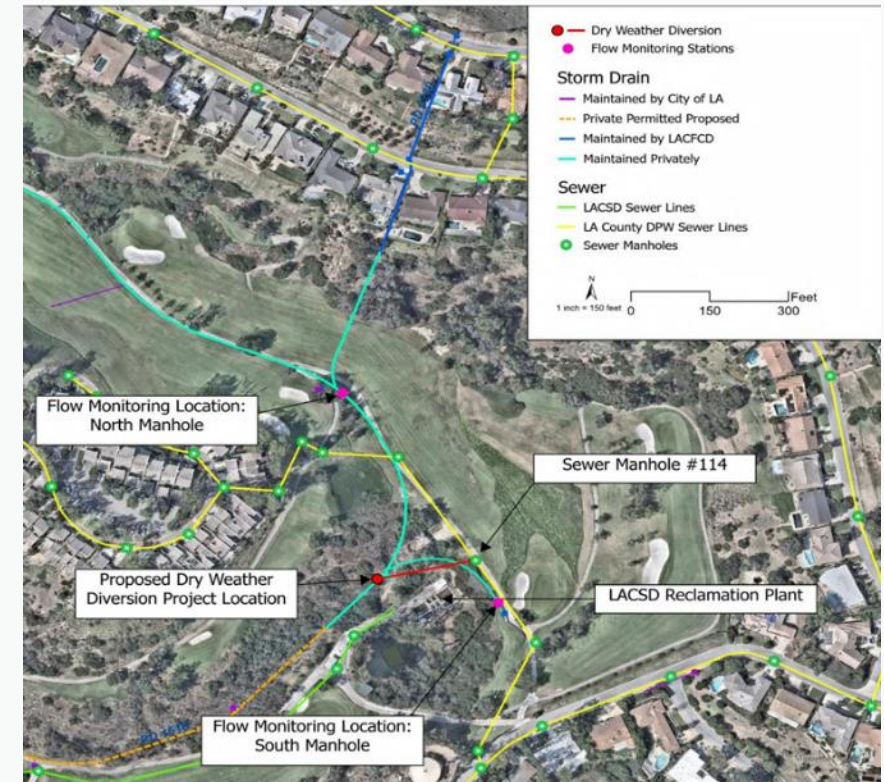 Dry Weather Diversion
Flow Monitoring Stations
Storm Drain
Maintained by City of LA
Private Permitted Proposed
Maintained by LACFCD
Maintained Privately
Sewer
LACSD Sewer Lines
LA County DPW Sewer Lines
Sewer Manholes
N
1 inch = 150 feet
Feet
0 150 300
Flow Monitoring Location:
North Manhole
Sewer Manhole #114
Proposed Dry Weather
Diversion Project Location
LACSD Reclamation Plant
Flow Monitoring Location:
South Manhole